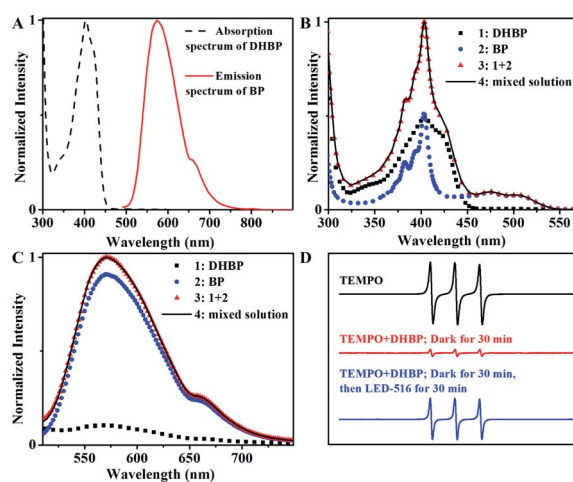 A
Absorption
spectrum of DHBP
Emission
spectrum of BP
Normalized Intensity
1
0
300 400 500 600 700 800
Wavelength (nm)
B
1: DHBP
2: BP
3: 1+2
4: mixed solution
Normalized Intensity
1
0
300 350 400 450 500 550
Wavelength (nm)
C
1: DHBP
2: BP
3: 1+2
4: mixed solution
Normalized Intensity
1
0
550 600 650 700
Wavelength (nm)
D
TEMPO
TEMPO+DHBP; Dark for 30 min
TEMPO+DHBP; Dark for 30 min,
then LED-516 for 30 min